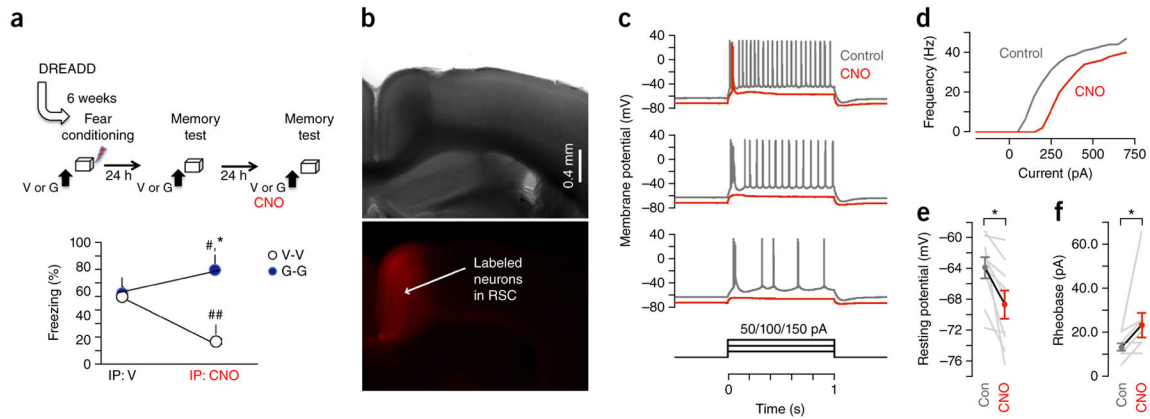 a
DREADD
6 weeks
Fear
conditioning
Memory
test
Memory
test
24 h
24 h
V or G
V or G
V or G
CNO
#,*
##
V-V
G-G
Freezing (%)
100
80
60
40
20
0
IP: V
IP: CNO
b
0.4 mm
Labeled
neurons
in RSC
c
Control
CNO
Membrane potential (mV)
40
0
−40
−80
40
0
−40
−80
40
0
−40
−80
50/100/150 pA
0
1
Time (s)
d
Control
CNO
Frequency (Hz)
40
20
0
0
250
500
750
Current (pA)
e
*
Resting potential (mV)
−60
−64
−68
−72
−76
Con
CNO
f
*
Rheobase (pA)
60.0
40.0
20.0
0
Con
CNO